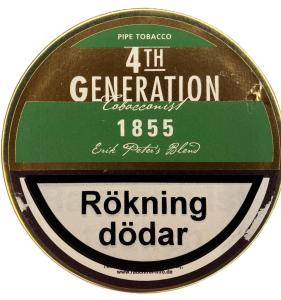 PIPE TOBACCO
4TH
GENERATION
Tobacconist
1855
Erik Peter's Blend
Rökning
dödar